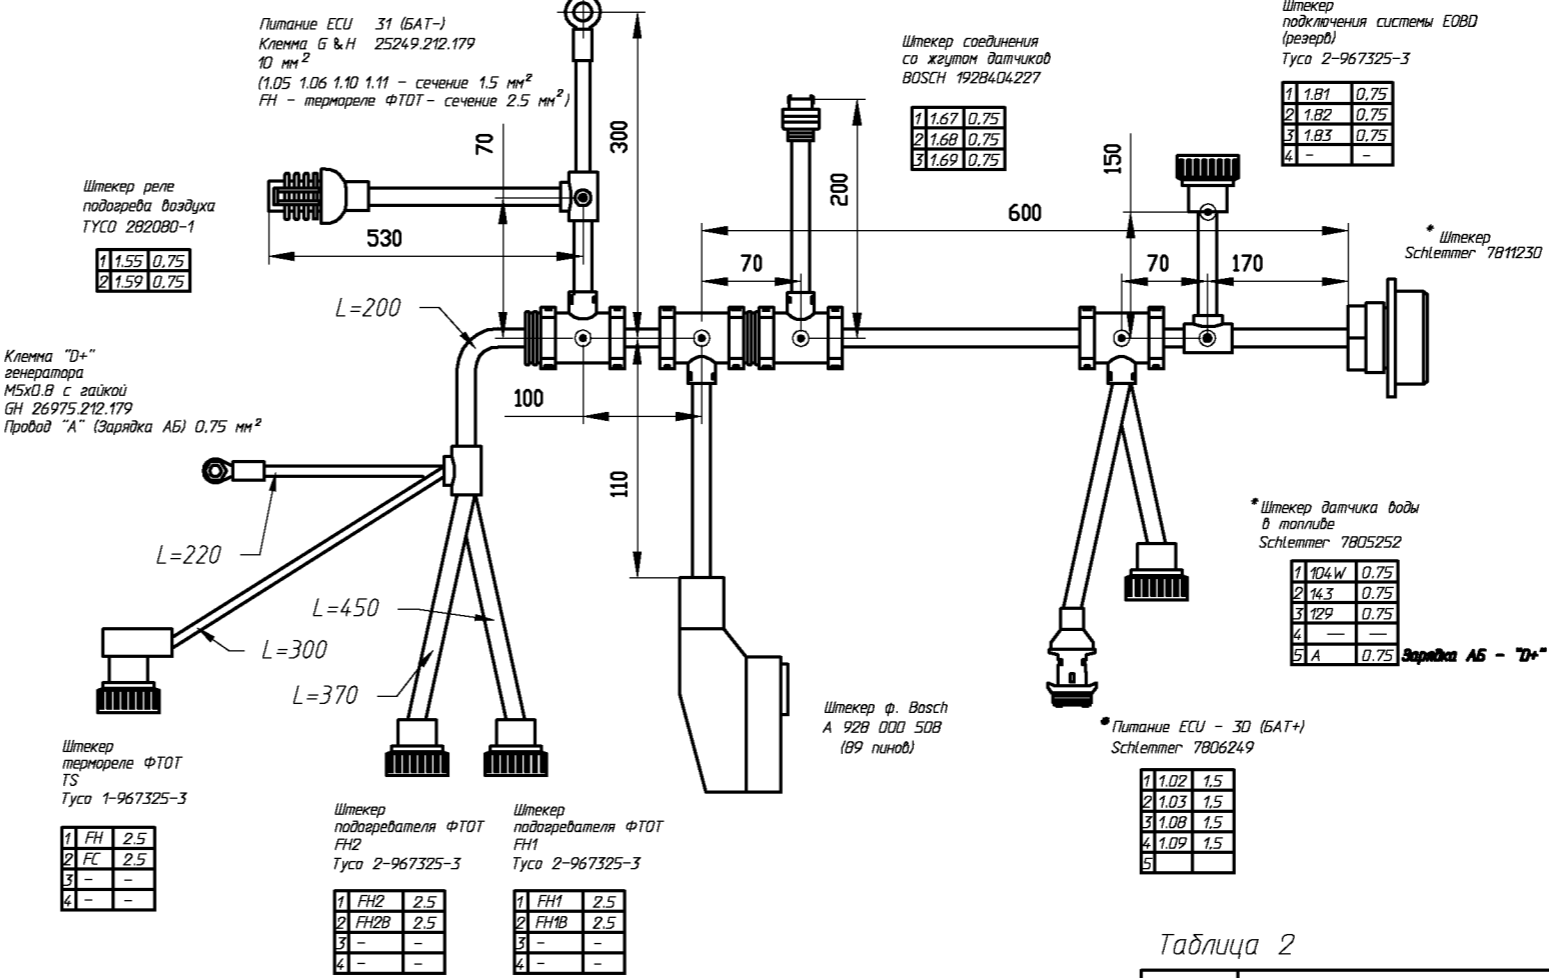 Питание ECU 31 (БАТ-)
Клемма G & H 25249.212.179
10 мм²
(1.05 1.06 1.10 1.11 - сечение 1.5 мм²
FH - термореле ФТОТ - сечение 2.5 мм²)
Штекер соединения
со жгутом датчиков
BOSCH 1928404227
1 1.67 0,75
2 1.68 0,75
3 1.69 0,75
Штекер
подключения системы EOBD
(резерв)
Tyco 2-967325-3
1 1.81 0,75
2 1.82 0,75
3 1.83 0,75
4 - -
Штекер реле
подогрева воздуха
TYCO 282080-1
1 1.55 0,75
2 1.59 0,75
70
300
530
200
150
600
70
70
170
* Штекер
Schlemmer 7811230
L=200
Клемма "D+"
генератора
M5x0.8 с гайкой
GH 26975.212.179
Провод "А" (Зарядка АБ) 0,75 мм²
100
110
L=220
L=450
L=300
L=370
* Штекер датчика воды
в топливе
Schlemmer 7805252
1 104W 0.75
2 143 0.75
3 129 0.75
4 — —
5 А 0.75 Зарядка АБ - "D+"
Штекер ф. Bosch
А 928 000 508
(89 пинов)
* Питание ECU - 30 (БАТ+)
Schlemmer 7806249
1 1.02 1,5
2 1.03 1,5
3 1.08 1,5
4 1.09 1,5
5
Штекер
термореле ФТОТ
TS
Tyco 1-967325-3
1 FH 2.5
2 FC 2.5
3 - -
4 - -
Штекер
подогревателя ФТОТ
FH2
Tyco 2-967325-3
1 FH2 2.5
2 FH2B 2.5
3 - -
4 - -
Штекер
подогревателя ФТОТ
FH1
Tyco 2-967325-3
1 FH1 2.5
2 FH1B 2.5
3 - -
4 - -
Таблица 2